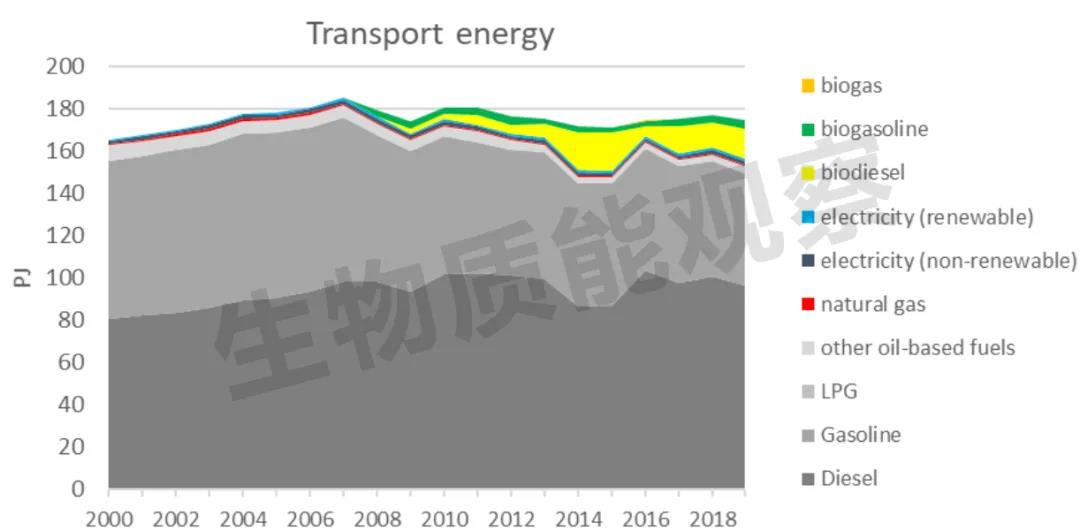 Transport energy
200
180
160
140
120
100
80
60
40
20
0
PJ
2000 2002 2004 2006 2008 2010 2012 2014 2016 2018
biogas
biogasoline
biodiesel
electricity (renewable)
electricity (non-renewable)
natural gas
other oil-based fuels
LPG
Gasoline
Diesel
生物质能观察